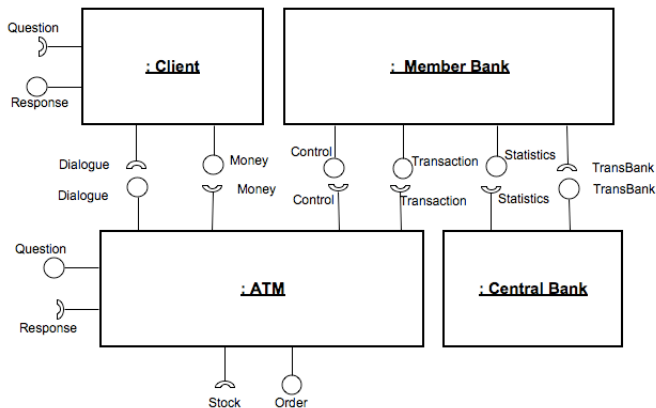 Question
: Client
: Member Bank
Response
Dialogue
Money
Control
Transaction
Statistics
TransBank
Dialogue
Money
Control
Transaction
Statistics
TransBank
Question
: ATM
: Central Bank
Response
Stock
Order